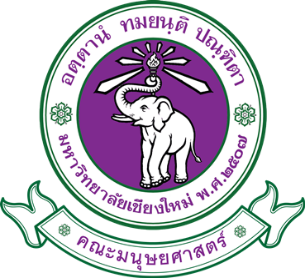 อตฺตานํ ทมยนฺติ ปณฺฑิตา
มหาวิทยาลัยเชียงใหม่ พ.ศ.๒๕๐๗
คณะมนุษยศาสตร์